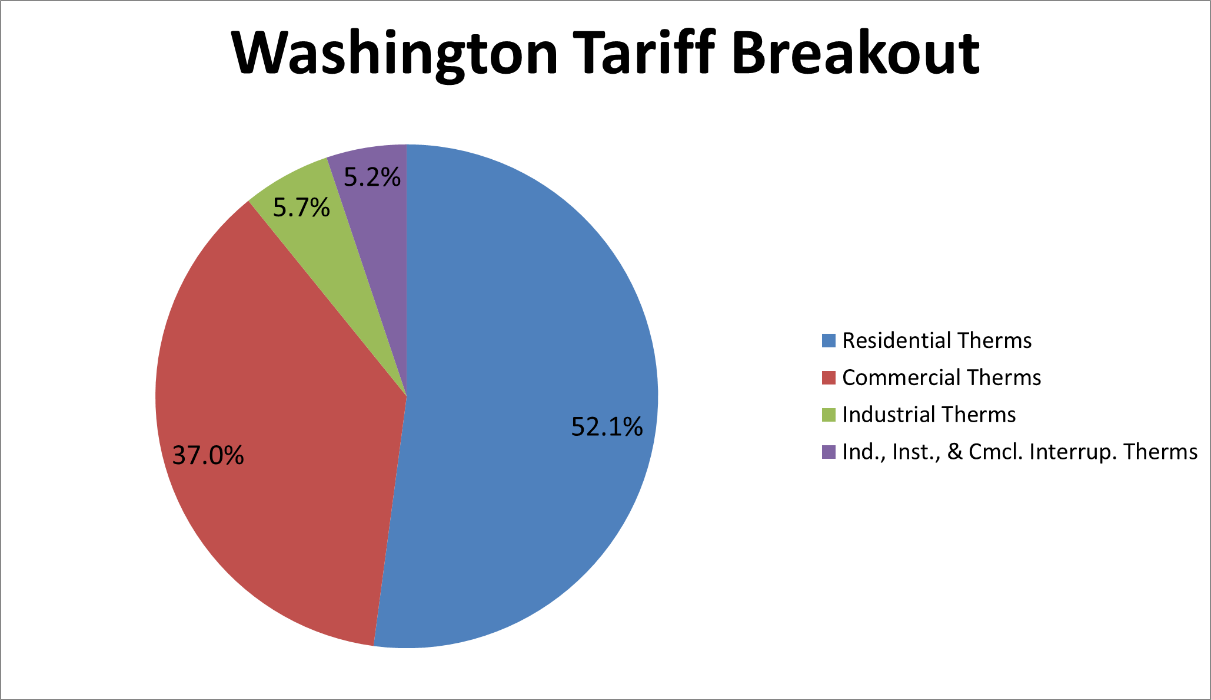 Washington Tariff Breakout
5.2%
5.7%
52.1%
37.0%
Residential Therms
Commercial Therms
Industrial Therms
Ind., Inst., & Cmcl. Interrup. Therms